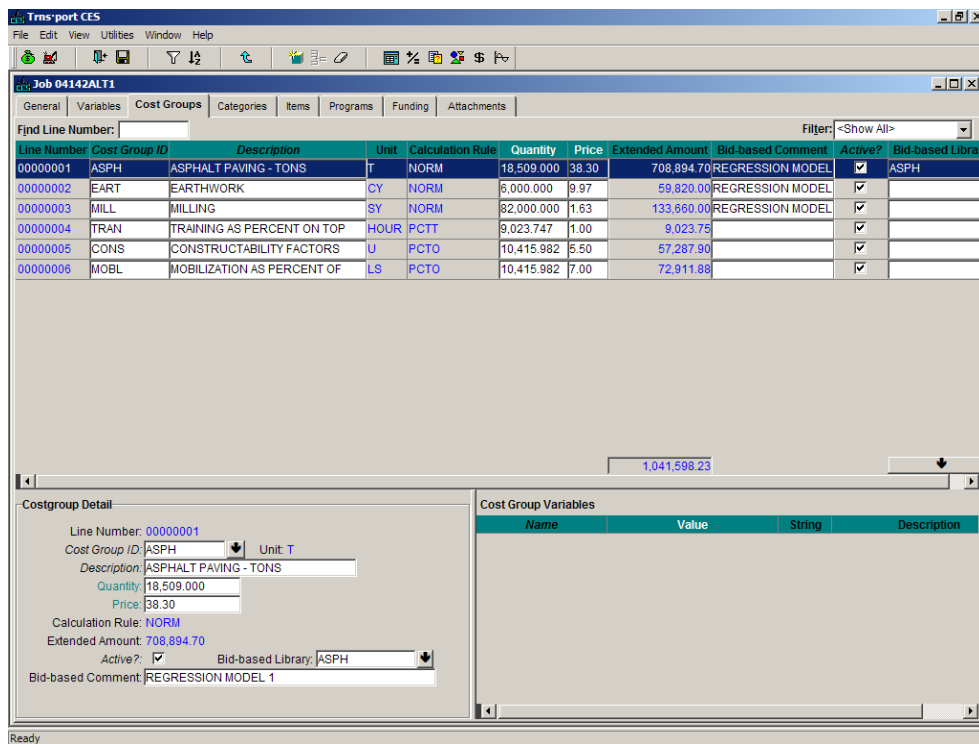 Trns·port CES
File Edit View Utilities Window Help
Job 04142ALT1
General Variables Cost Groups Categories Items Programs Funding Attachments
Find Line Number: Filter: <Show All>
Line Number Cost Group ID Description Unit Calculation Rule Quantity Price Extended Amount Bid-based Comment Active? Bid-based Libra
00000001 ASPH ASPHALT PAVING - TONS T NORM 18,509.000 38.30 708,894.70 REGRESSION MODEL ASPH
00000002 EART EARTHWORK CY NORM 6,000.000 9.97 59,820.00 REGRESSION MODEL
00000003 MILL MILLING SY NORM 82,000.000 1.63 133,660.00 REGRESSION MODEL
00000004 TRAN TRAINING AS PERCENT ON TOP HOUR PCTT 9,023.747 1.00 9,023.75
00000005 CONS CONSTRUCTABILITY FACTORS U PCTO 10,415.982 5.50 57,287.90
00000006 MOBL MOBILIZATION AS PERCENT OF LS PCTO 10,415.982 7.00 72,911.88
1,041,598.23
Costgroup Detail
Line Number: 00000001
Cost Group ID: ASPH Unit: T
Description: ASPHALT PAVING - TONS
Quantity: 18,509.000
Price: 38.30
Calculation Rule: NORM
Extended Amount: 708,894.70
Active?: Bid-based Library: ASPH
Bid-based Comment: REGRESSION MODEL 1
Cost Group Variables
Name Value String Description
Ready